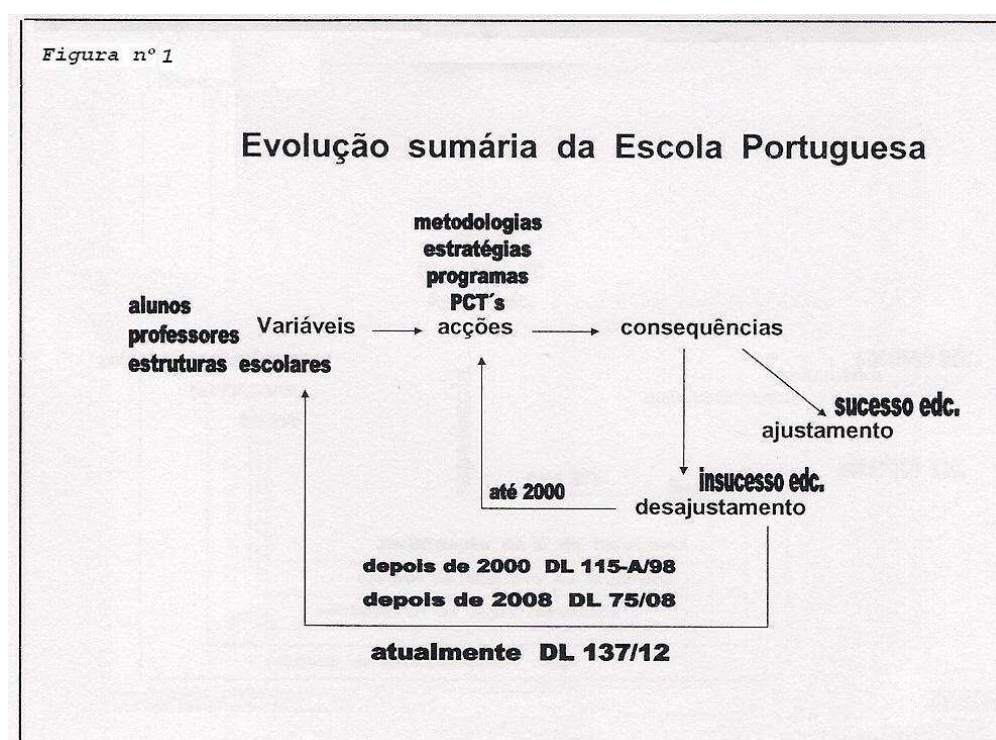 Figura nº 1
Evolução sumária da Escola Portuguesa
metodologias
estratégias
programas
PCT´s
alunos
professores
estruturas escolares
Variáveis
acções
consequências
sucesso edc.
ajustamento
insucesso edc.
desajustamento
até 2000
depois de 2000 DL 115-A/98
depois de 2008 DL 75/08
atualmente DL 137/12